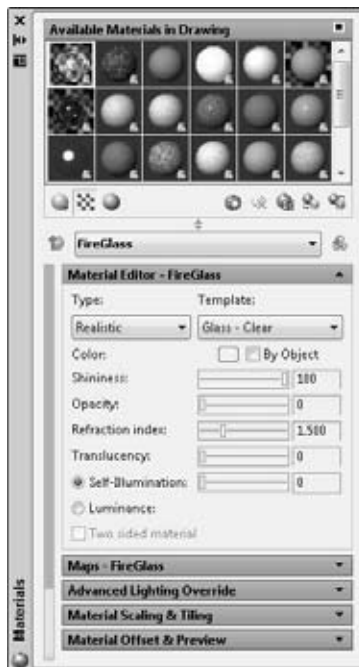 Available Materials in Drawing
FireGlass
Material Editor - FireGlass
Type: Template:
Realistic Glass - Clear
Color: By Object
Shininess: 100
Opacity: 0
Refraction index: 1.500
Translucency: 0
Self-Illumination: 0
Luminance:
Two sided material
Maps - FireGlass
Advanced Lighting Override
Material Scaling & Tiling
Material Offset & Preview
Materials